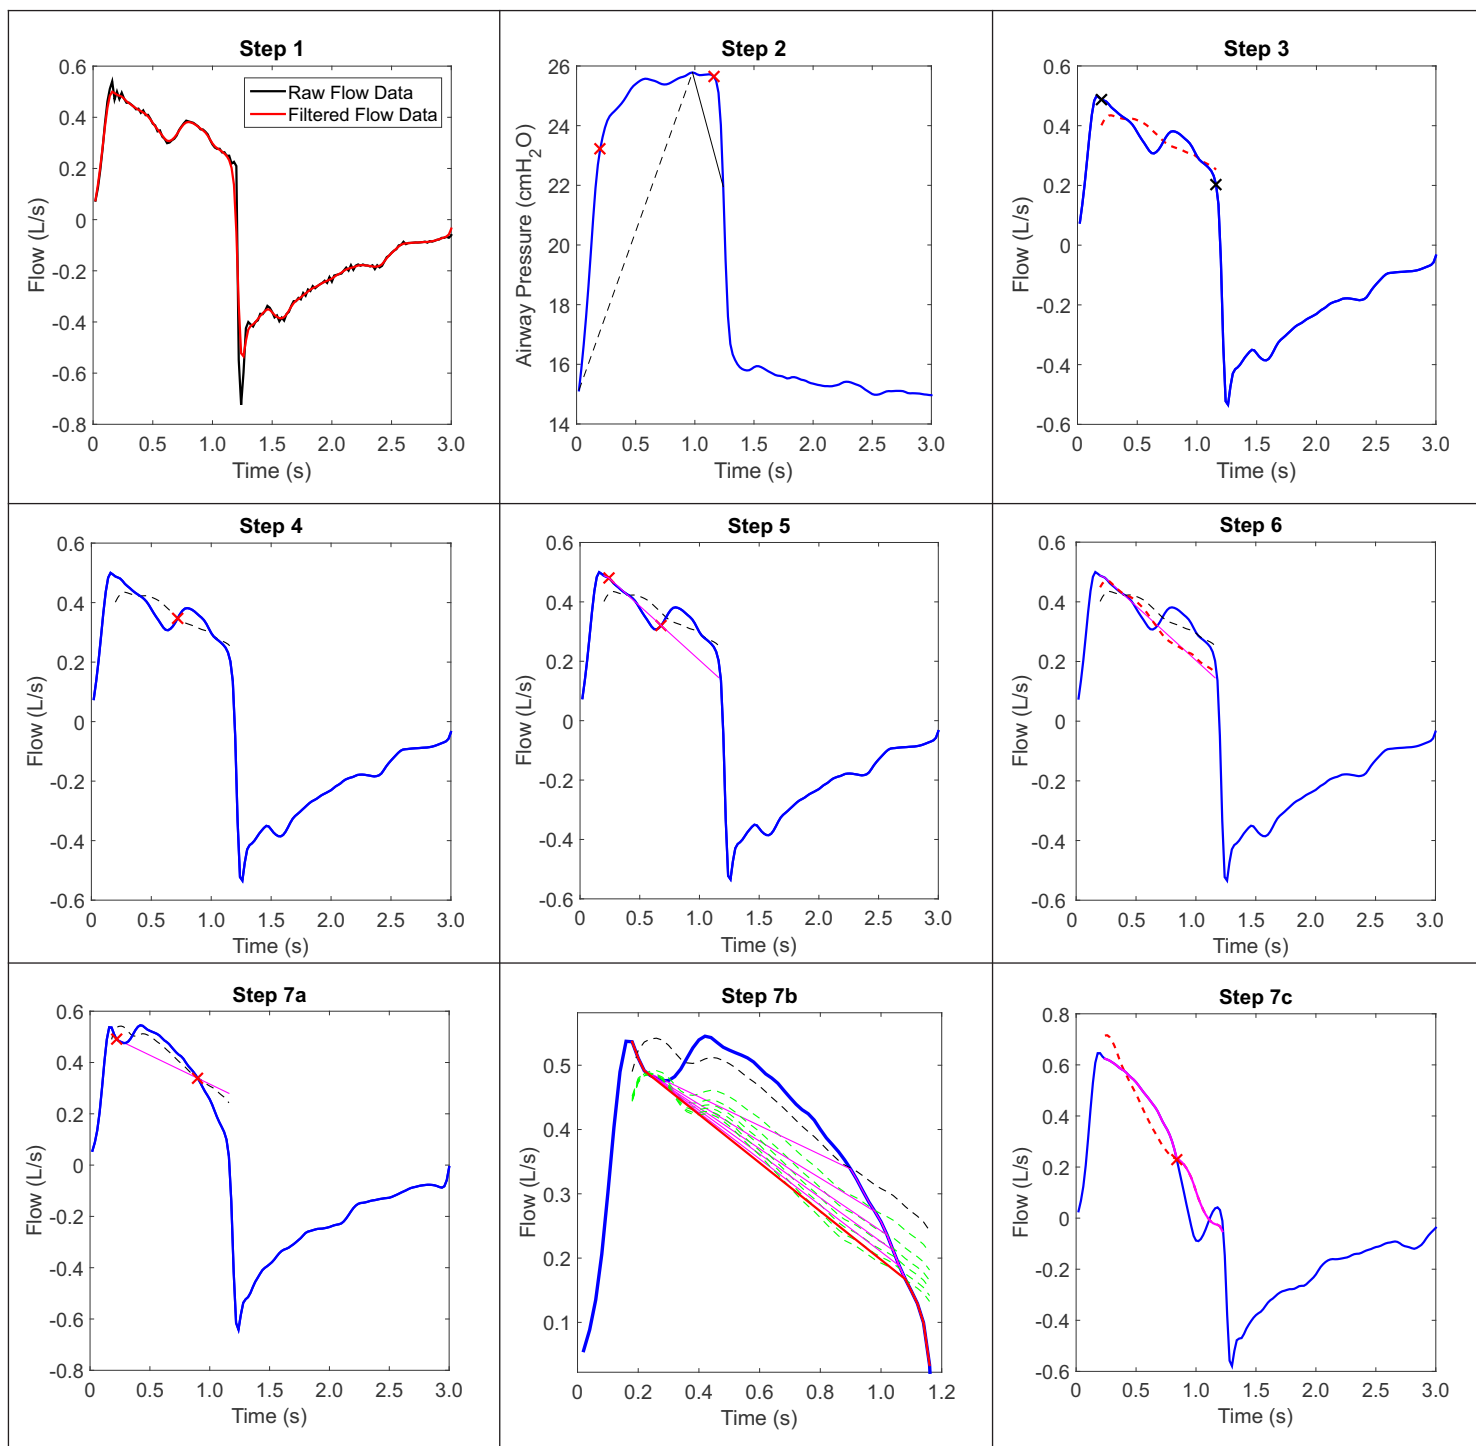 Step 1
0.6
0.4
0.2
0
-0.2
-0.4
-0.6
-0.8
Flow (L/s)
Raw Flow Data
Filtered Flow Data
0 0.5 1.0 1.5 2.0 2.5 3.0
Time (s)
Step 2
26
24
22
20
18
16
14
Airway Pressure (cmH2O)
0 0.5 1.0 1.5 2.0 2.5 3.0
Time (s)
Step 3
0.6
0.4
0.2
0
-0.2
-0.4
-0.6
Flow (L/s)
0 0.5 1.0 1.5 2.0 2.5 3.0
Time (s)
Step 4
0.6
0.4
0.2
0
-0.2
-0.4
-0.6
Flow (L/s)
0 0.5 1.0 1.5 2.0 2.5 3.0
Time (s)
Step 5
0.6
0.4
0.2
0
-0.2
-0.4
-0.6
Flow (L/s)
0 0.5 1.0 1.5 2.0 2.5 3.0
Time (s)
Step 6
0.6
0.4
0.2
0
-0.2
-0.4
-0.6
Flow (L/s)
0 0.5 1.0 1.5 2.0 2.5 3.0
Time (s)
Step 7a
0.6
0.4
0.2
0
-0.2
-0.4
-0.6
-0.8
Flow (L/s)
0 0.5 1.0 1.5 2.0 2.5 3.0
Time (s)
Step 7b
0.5
0.4
0.3
0.2
0.1
Flow (L/s)
0 0.2 0.4 0.6 0.8 1.0 1.2
Time (s)
Step 7c
0.8
0.6
0.4
0.2
0
-0.2
-0.4
-0.6
Flow (L/s)
0 0.5 1.0 1.5 2.0 2.5 3.0
Time (s)